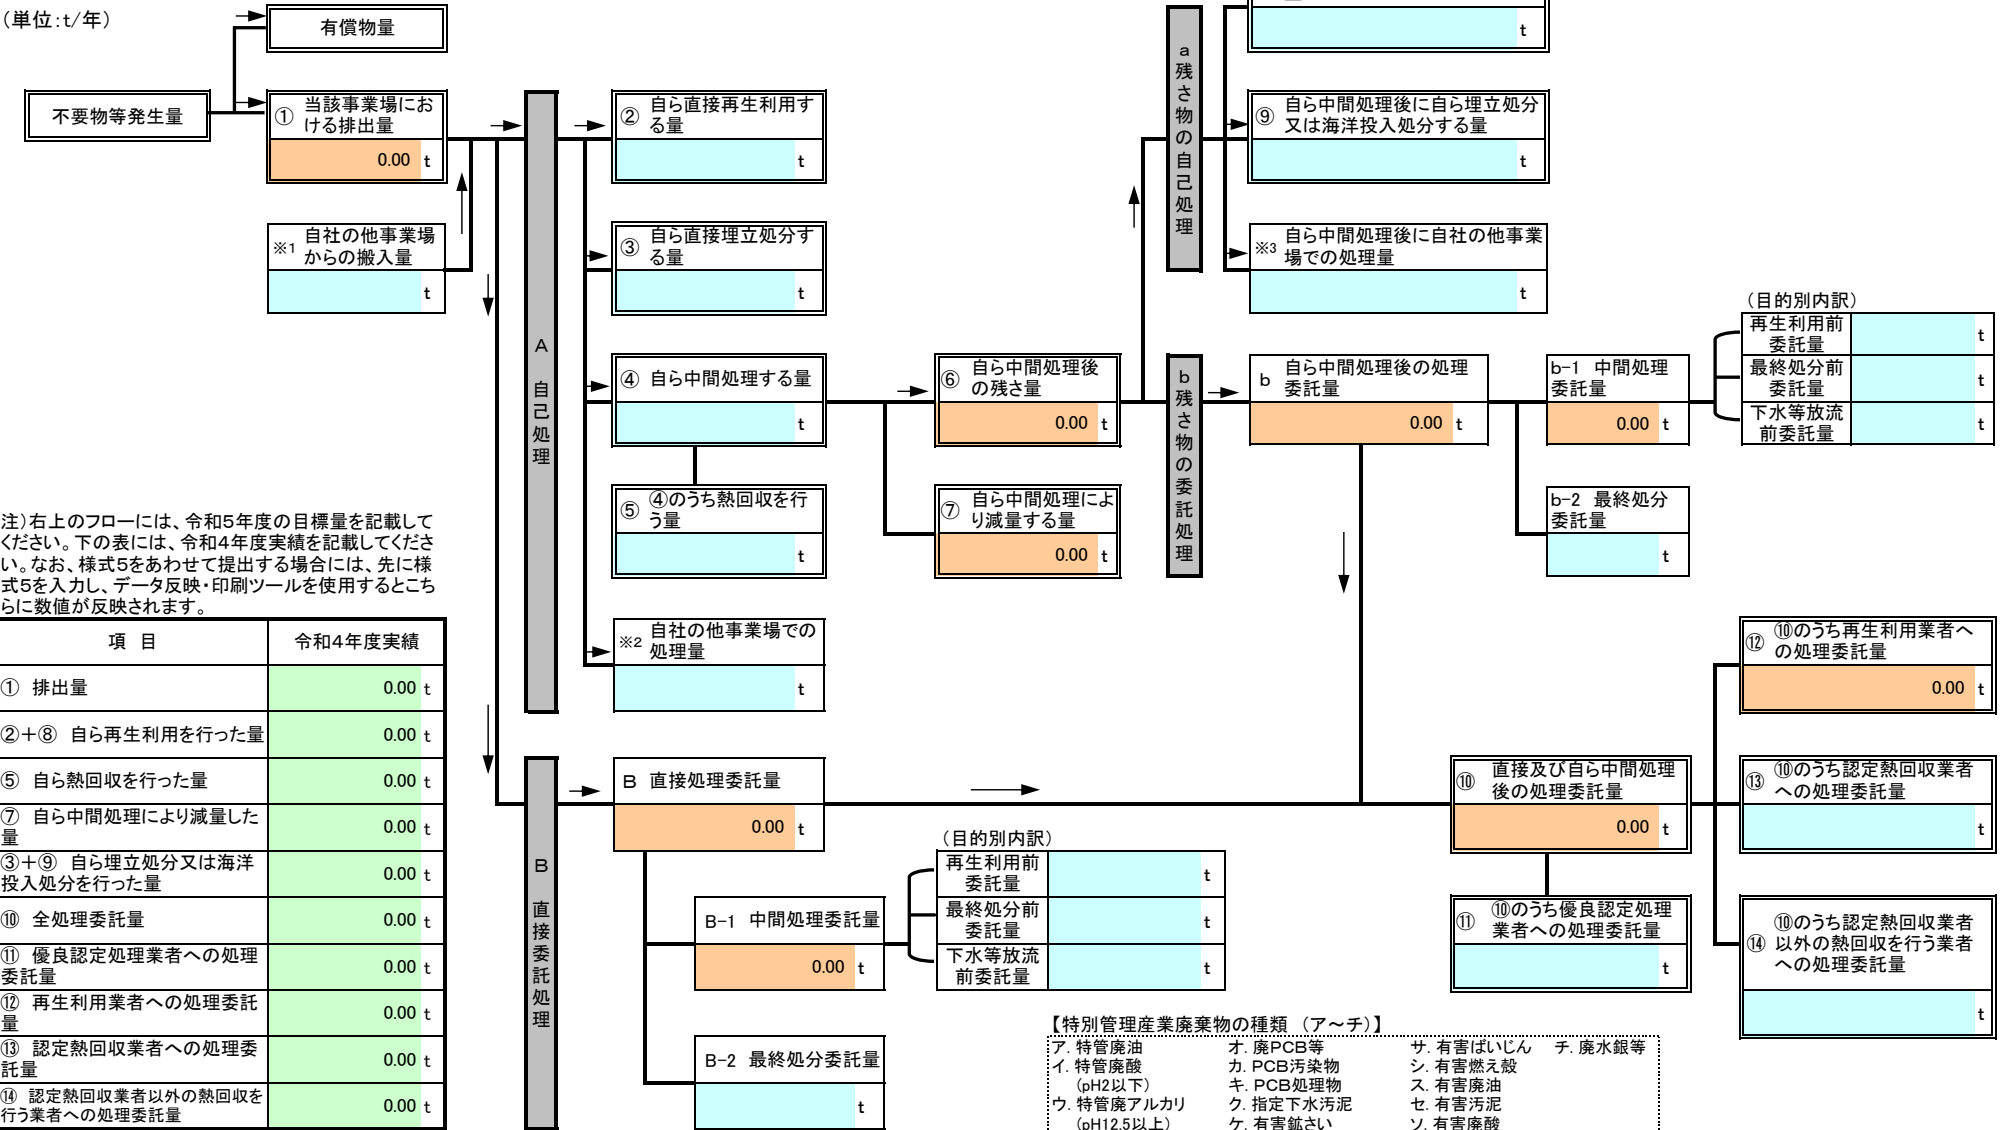 （単位：t/年）
有償物量
不要物等発生量
① 当該事業場にお
ける排出量
0.00 t
※1 自社の他事業場
からの搬入量
t
A 自己処理
② 自ら直接再生利用す
る量
t
③ 自ら直接埋立処分す
る量
t
④ 自ら中間処理する量
t
⑤ ④のうち熱回収を行
う量
t
※2 自社の他事業場での
処理量
t
⑥ 自ら中間処理後
の残さ量
0.00 t
⑦ 自ら中間処理によ
り減量する量
0.00 t
a 残さ物の自己処理
t
⑨ 自ら中間処理後に自ら埋立処分
又は海洋投入処分する量
t
※3 自ら中間処理後に自社の他事業
場での処理量
t
b 残さ物の委託処理
b 自ら中間処理後の処理
委託量
0.00 t
b-1 中間処理
委託量
0.00 t
b-2 最終処分
委託量
t
（目的別内訳）
再生利用前
委託量
t
最終処分前
委託量
t
下水等放流
前委託量
t
注）右上のフローには、令和５年度の目標量を記載して
ください。下の表には、令和４年度実績を記載してくださ
い。なお、様式５をあわせて提出する場合には、先に様
式５を入力し、データ反映・印刷ツールを使用するとこち
らに数値が反映されます。
項 目 令和４年度実績
① 排出量 0.00 t
②＋⑧ 自ら再生利用を行った量 0.00 t
⑤ 自ら熱回収を行った量 0.00 t
⑦ 自ら中間処理により減量した
量 0.00 t
③＋⑨ 自ら埋立処分又は海洋
投入処分を行った量 0.00 t
⑩ 全処理委託量 0.00 t
⑪ 優良認定処理業者への処理
委託量 0.00 t
⑫ 再生利用業者への処理委託
量 0.00 t
⑬ 認定熱回収業者への処理委
託量 0.00 t
⑭ 認定熱回収業者以外の熱回収を
行う業者への処理委託量 0.00 t
B 直接委託処理
B 直接処理委託量
0.00 t
B-1 中間処理委託量
0.00 t
B-2 最終処分委託量
t
（目的別内訳）
再生利用前
委託量
t
最終処分前
委託量
t
下水等放流
前委託量
t
⑩ 直接及び自ら中間処理
後の処理委託量
0.00 t
⑪ ⑩のうち優良認定処理
業者への処理委託量
t
⑫ ⑩のうち再生利用業者へ
の処理委託量
0.00 t
⑬ ⑩のうち認定熱回収業者
への処理委託量
t
⑭ ⑩のうち認定熱回収業者
以外の熱回収を行う業者
への処理委託量
t
【特別管理産業廃棄物の種類 （ア～チ）】
ア．特管廃油 オ．廃PCB等 サ．有害ばいじん チ．廃水銀等
イ．特管廃酸 カ．PCB汚染物 シ．有害燃え殻
（pH2以下） キ．PCB処理物 ス．有害廃油
ウ．特管廃アルカリ ク．指定下水汚泥 セ．有害汚泥
（pH12.5以上） ケ．有害鉱さい ソ．有害廃酸